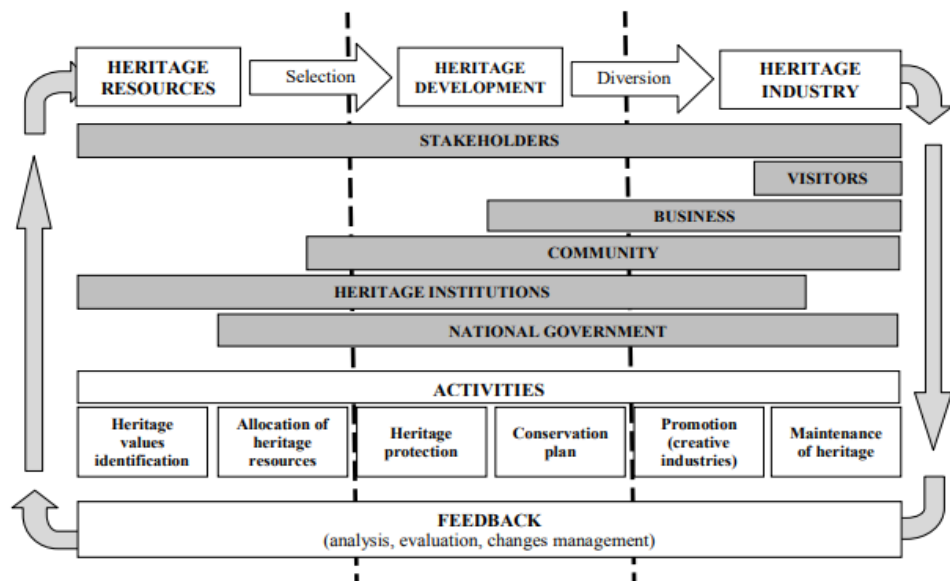 HERITAGE
RESOURCES
Selection
HERITAGE
DEVELOPMENT
Diversion
HERITAGE
INDUSTRY
STAKEHOLDERS
VISITORS
BUSINESS
COMMUNITY
HERITAGE INSTITUTIONS
NATIONAL GOVERNMENT
ACTIVITIES
Heritage
values
identification
Allocation of
heritage
resources
Heritage
protection
Conservation
plan
Promotion
(creative
industries)
Maintenance
of heritage
FEEDBACK
(analysis, evaluation, changes management)